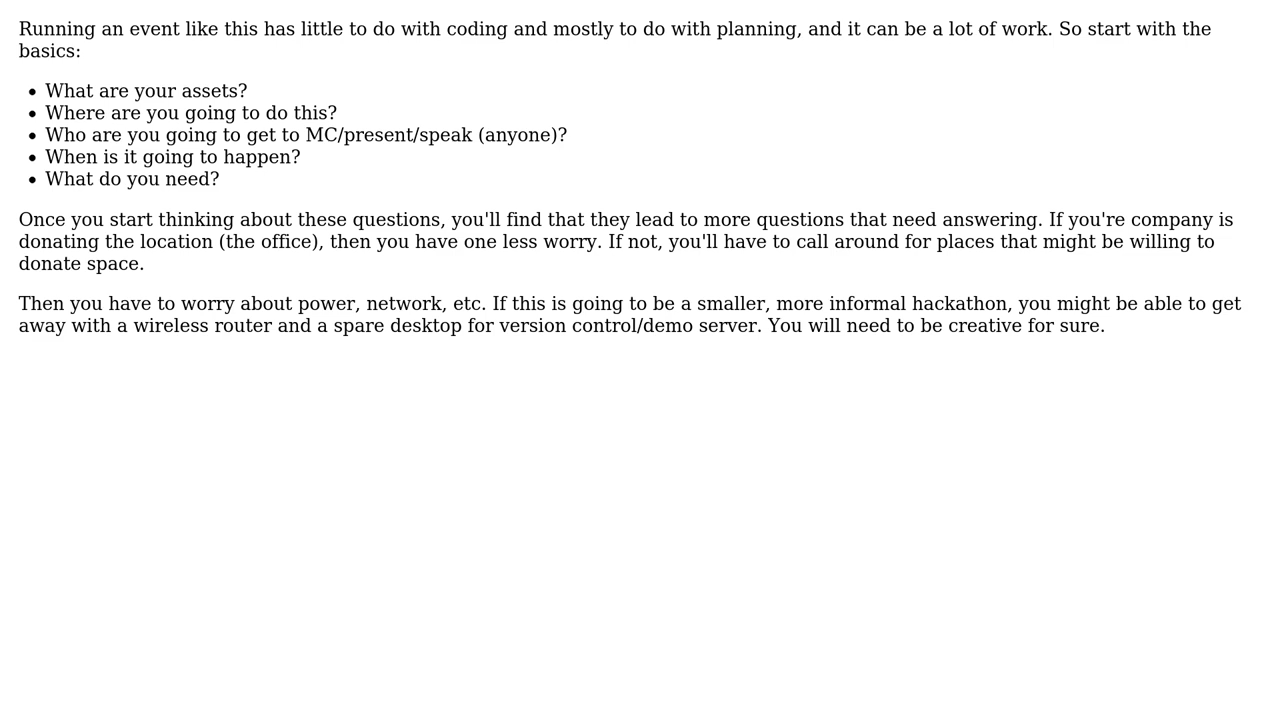 Running an event like this has little to do with coding and mostly to do with planning, and it can be a lot of work. So start with the
basics:
• What are your assets?
• Where are you going to do this?
• Who are you going to get to MC/present/speak (anyone)?
• When is it going to happen?
• What do you need?
Once you start thinking about these questions, you'll find that they lead to more questions that need answering. If you're company is
donating the location (the office), then you have one less worry. If not, you'll have to call around for places that might be willing to
donate space.
Then you have to worry about power, network, etc. If this is going to be a smaller, more informal hackathon, you might be able to get
away with a wireless router and a spare desktop for version control/demo server. You will need to be creative for sure.